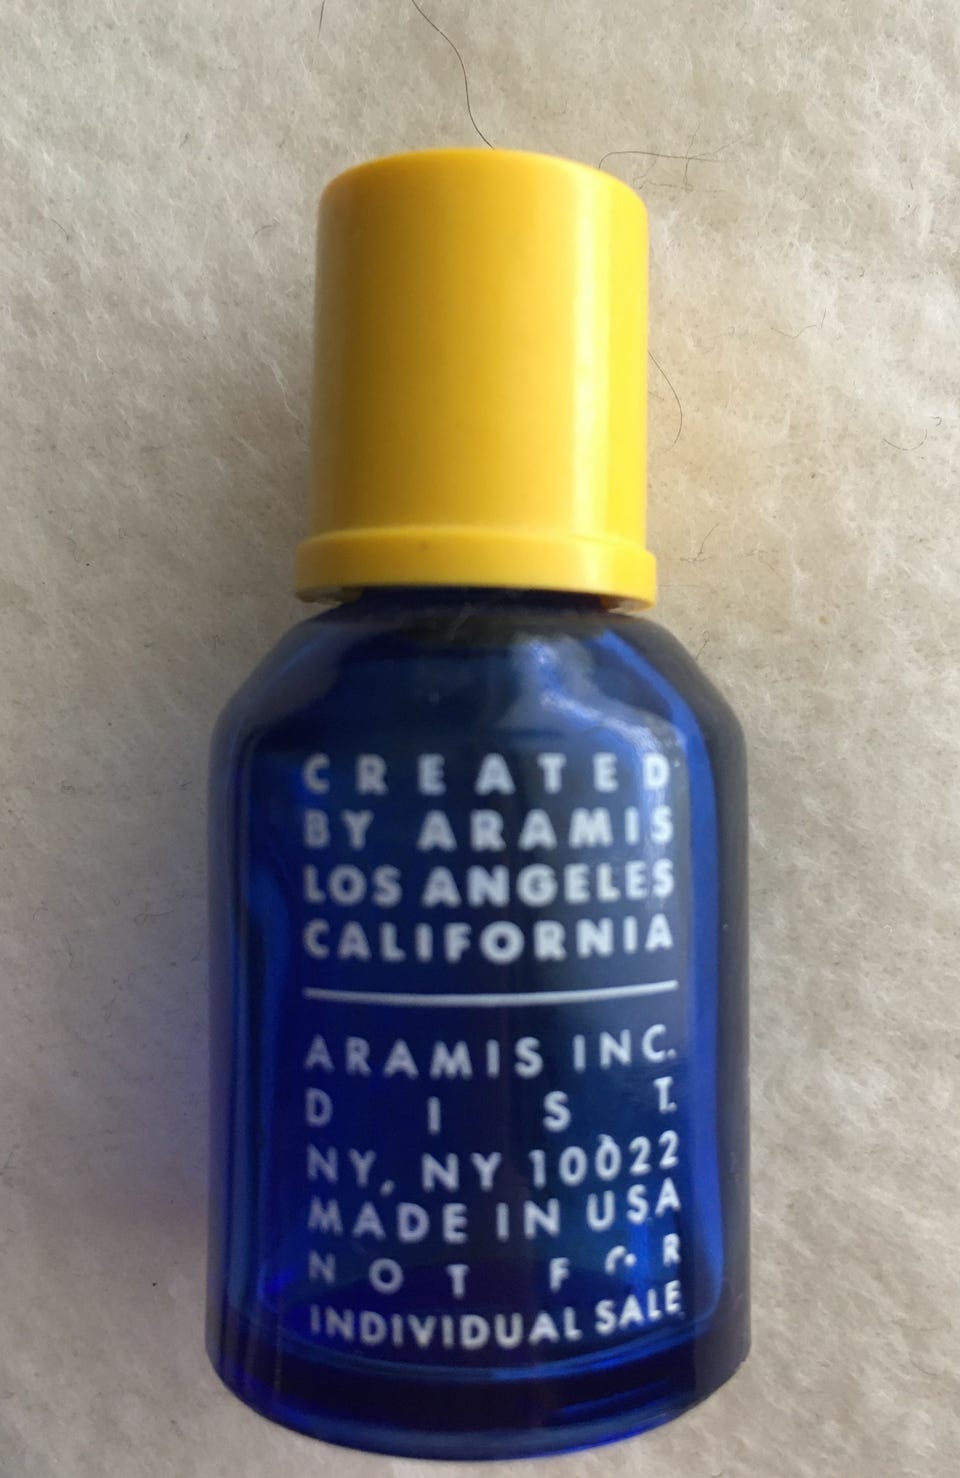 CREATED
BY ARAMIS
LOS ANGELES
CALIFORNIA
ARAMIS INC.
DIST.
NY, NY 10022
MADE IN USA
NOT FOR
INDIVIDUAL SALE